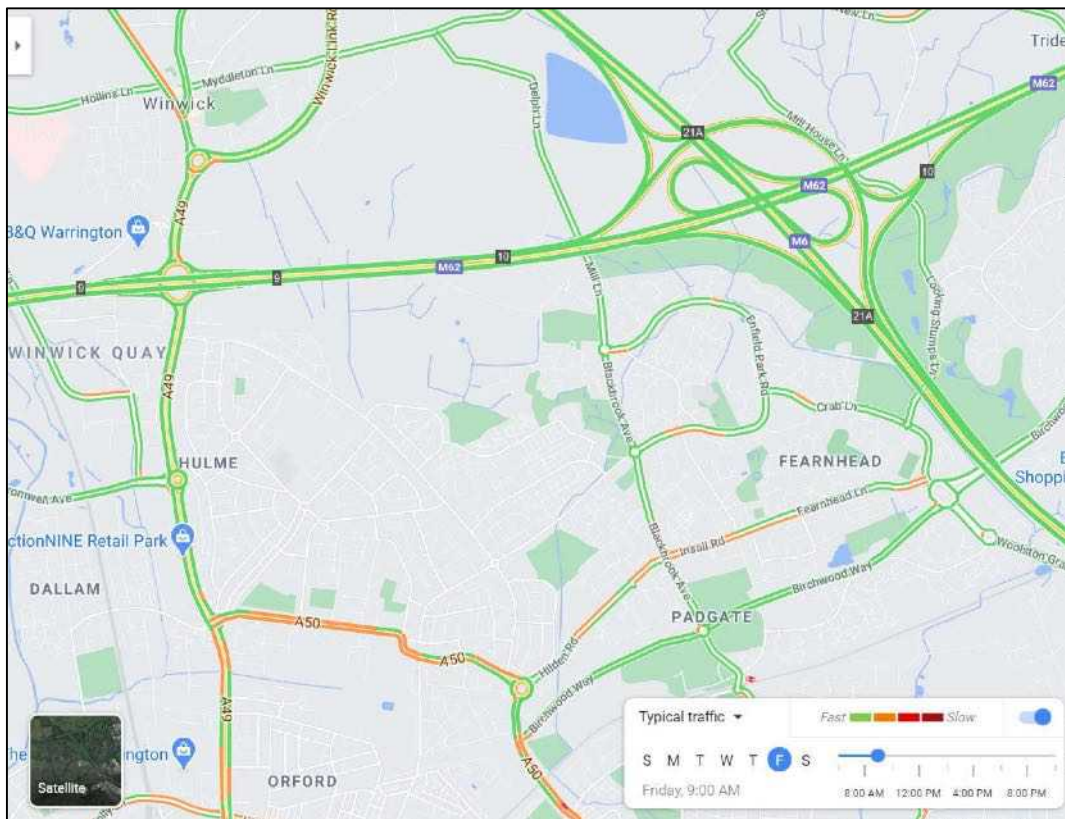 Tride
M62
Myddleton Ln
Hollins Ln
Winwick Link Rd
Winwick
Delph Ln
21A
Mill House Ln
10
M62
A49
B&Q Warrington
M6
10
M62
9
9
Mill Ln
21A
Locking Stumps Ln
Enfield Park Rd
WINWICK QUAY
A49
Blackbrook Ave
Crab Ln
HULME
FEARNHEAD
Shoppi
romwell Ave
Fearnhead Ln
ctionNINE Retail Park
Insall Rd
Blackbrook Ave
Woolston Gra
DALLAM
Birchwood Way
PADGATE
A50
A50
Hilden Rd
Birchwood Way
A49
A50
ORFORD
Satellite
Typical traffic
Fast
Slow
S M T W T F S
Friday, 9:00 AM
8:00 AM 12:00 PM 4:00 PM 8:00 PM